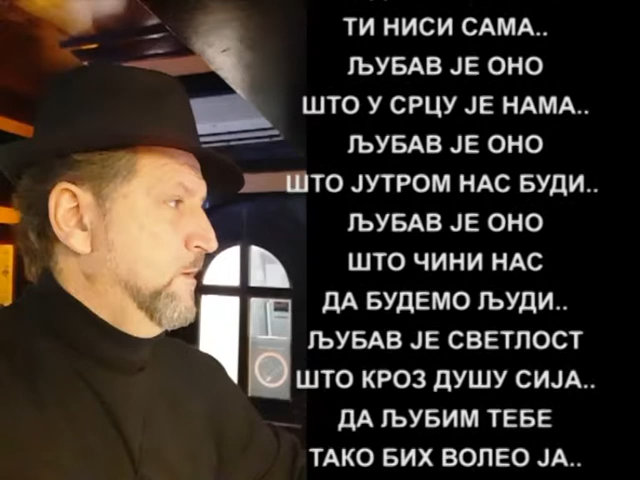 ТИ НИСИ САМА..
ЉУБАВ ЈЕ ОНО
ШТО У СРЦУ ЈЕ НАМА..
ЉУБАВ ЈЕ ОНО
ШТО ЈУТРОМ НАС БУДИ..
ЉУБАВ ЈЕ ОНО
ШТО ЧИНИ НАС
ДА БУДЕМО ЉУДИ..
ЉУБАВ ЈЕ СВЕТЛОСТ
ШТО КРОЗ ДУШУ СИЈА..
ДА ЉУБИМ ТЕБЕ
ТАКО БИХ ВОЛЕО ЈА..